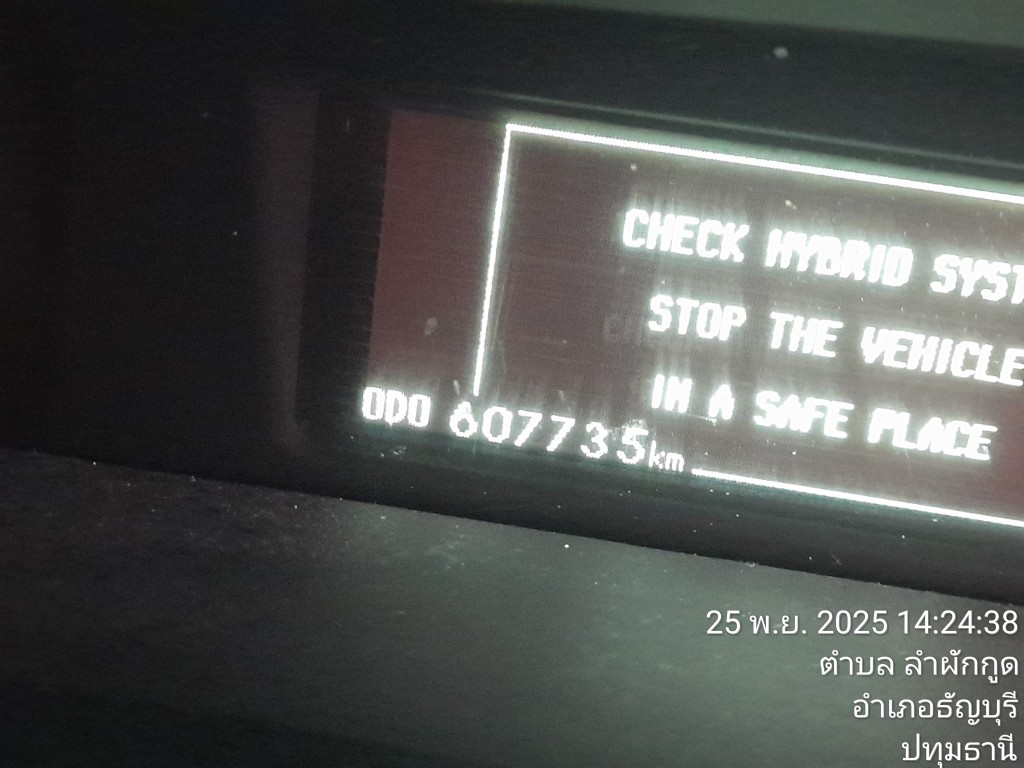 CHECK HYBRID SYST
STOP THE VEHICLE
IN A SAFE PLACE
ODO 607735km
25 พ.ย. 2025 14:24:38
ตำบล ลำผักกูด
อำเภอธัญบุรี
ปทุมธานี